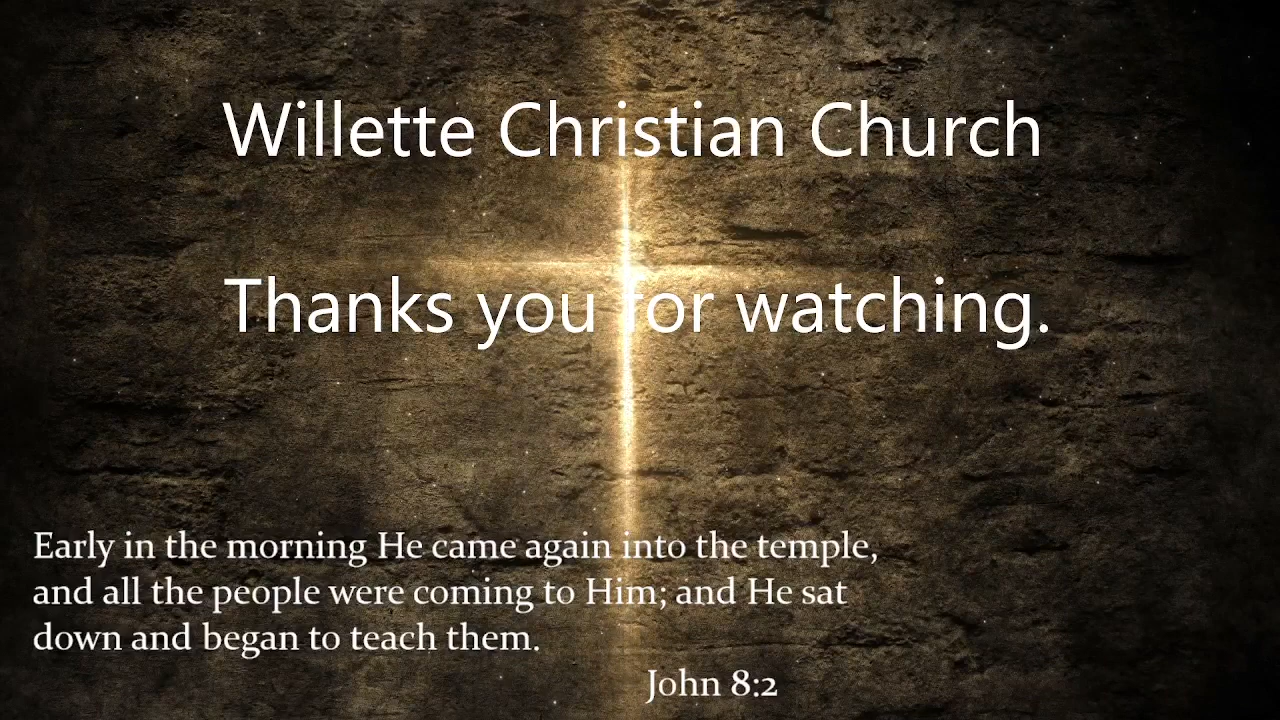 Willette Christian Church
Thanks you for watching.
Early in the morning He came again into the temple,
and all the people were coming to Him; and He sat
down and began to teach them.
John 8:2